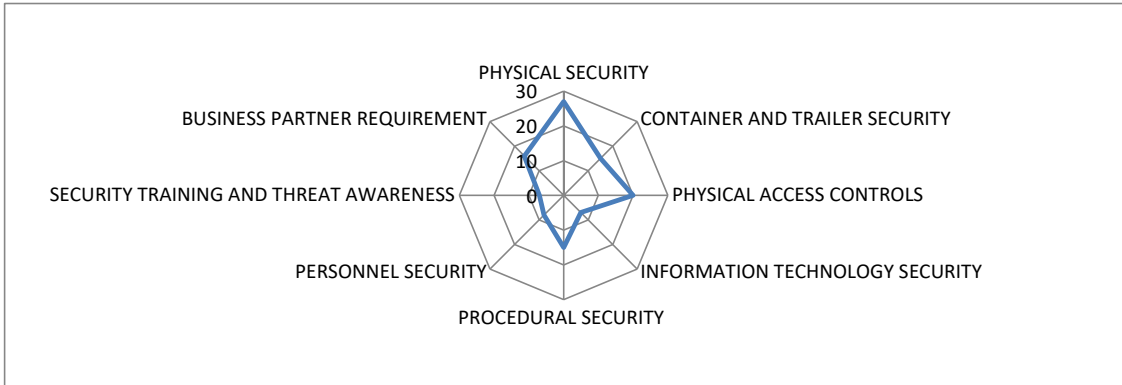 PHYSICAL SECURITY
30
BUSINESS PARTNER REQUIREMENT
CONTAINER AND TRAILER SECURITY
20
10
SECURITY TRAINING AND THREAT AWARENESS
0
PHYSICAL ACCESS CONTROLS
PERSONNEL SECURITY
INFORMATION TECHNOLOGY SECURITY
PROCEDURAL SECURITY